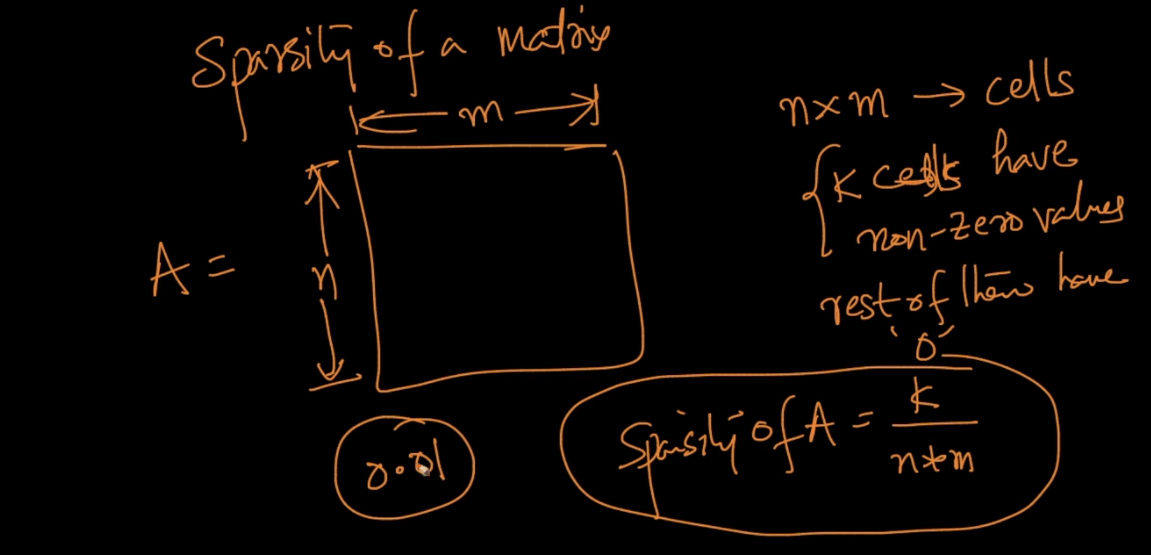 Sparsity of a matrix
m
n
A =
n×m → cells
k cells have
non-zero values
rest of them have
'0'
Sparsity of A = k / n*m
0.01